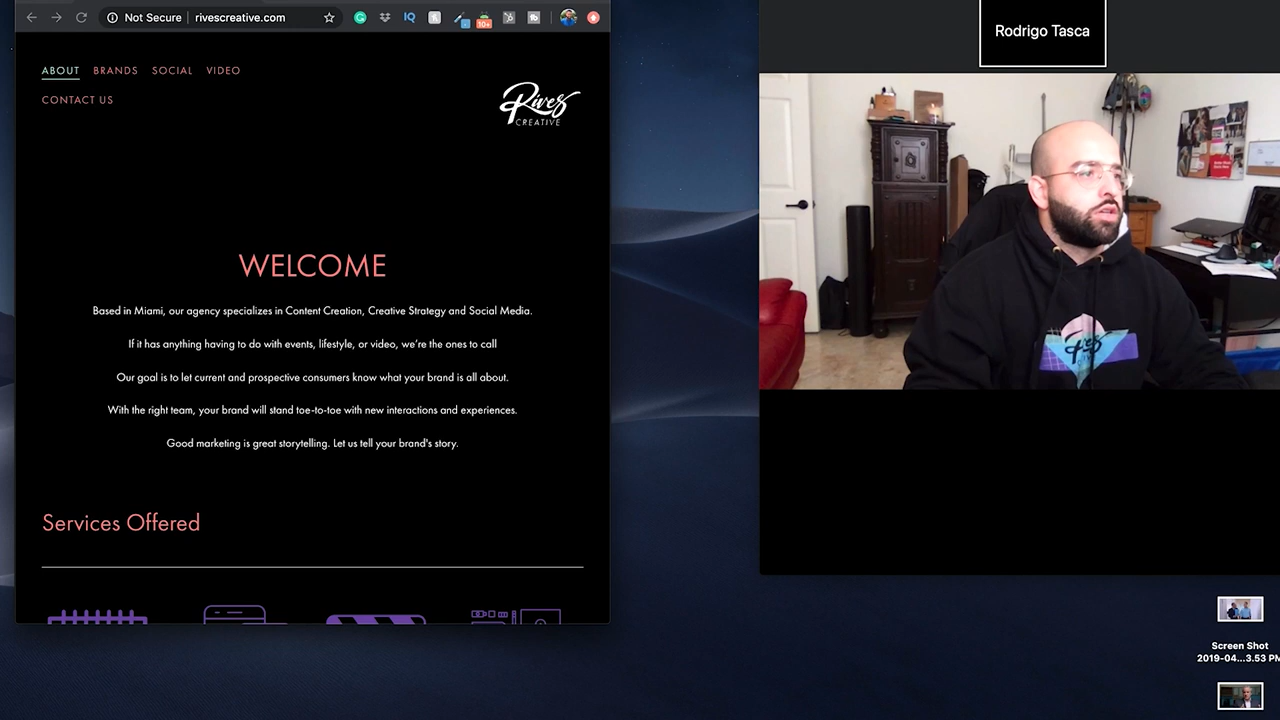 Not Secure
rivescreative.com
IQ
10+
ABOUT BRANDS SOCIAL VIDEO
CONTACT US
Rives
CREATIVE
WELCOME
Based in Miami, our agency specializes in Content Creation, Creative Strategy and Social Media.
If it has anything having to do with events, lifestyle, or video, we're the ones to call
Our goal is to let current and prospective consumers know what your brand is all about.
With the right team, your brand will stand toe-to-toe with new interactions and experiences.
Good marketing is great storytelling. Let us tell your brand's story.
Services Offered
Rodrigo Tasca
Rives
Screen Shot
2019-04...3.53 PM